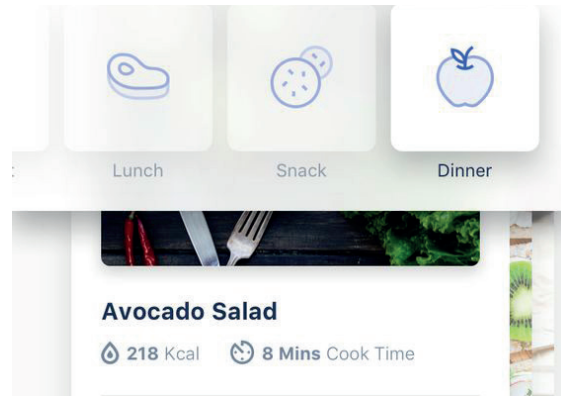 Lunch
Snack
Dinner
Avocado Salad
218 Kcal
8 Mins Cook Time